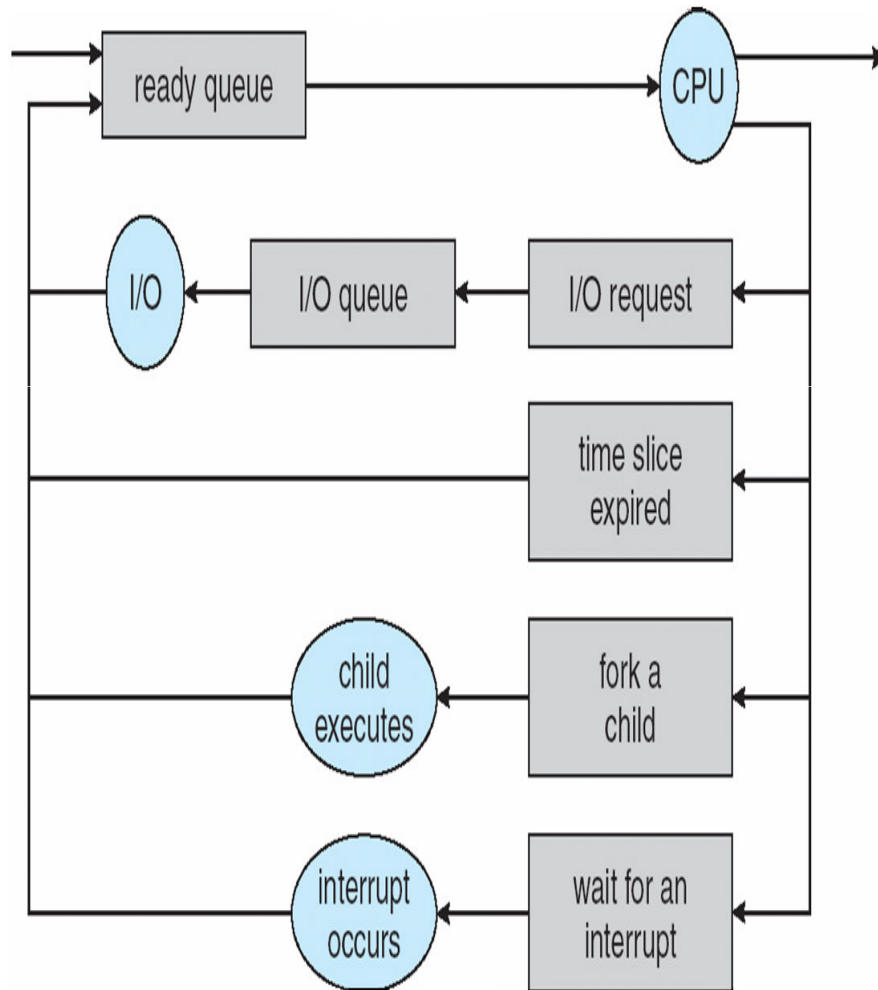 ready queue
CPU
I/O
I/O queue
I/O request
time slice
expired
child
executes
fork a
child
interrupt
occurs
wait for an
interrupt